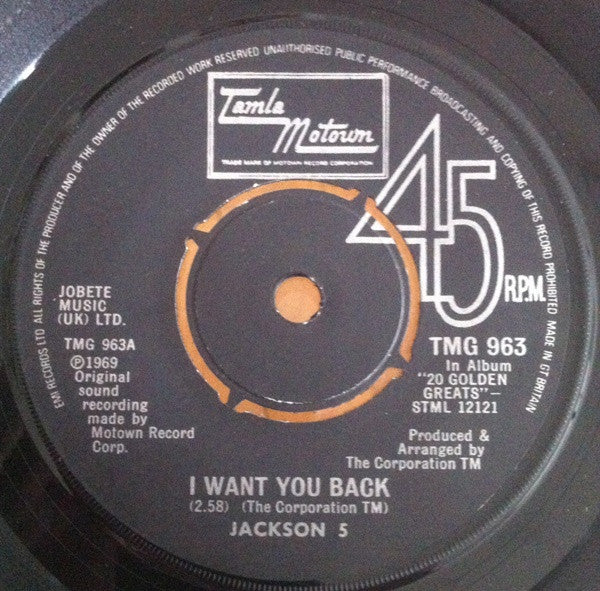 EMI RECORDS LTD ALL RIGHTS OF THE PRODUCER AND OF THE OWNER OF THE RECORDED WORK RESERVED UNAUTHORISED PUBLIC PERFORMANCE BROADCASTING AND COPYING OF THIS RECORD PROHIBITED MADE IN GT BRITAIN
Tamla
Motown
TRADE MARK OF MOTOWN RECORD CORPORATION
45
R.P.M.
JOBETE
MUSIC
(UK) LTD.
TMG 963A
Ⓟ1969
Original
sound
recording
made by
Motown Record
Corp.
TMG 963
In Album
"20 GOLDEN
GREATS"–
STML 12121
Produced &
Arranged by
The Corporation TM
I WANT YOU BACK
(2.58) (The Corporation TM)
JACKSON 5